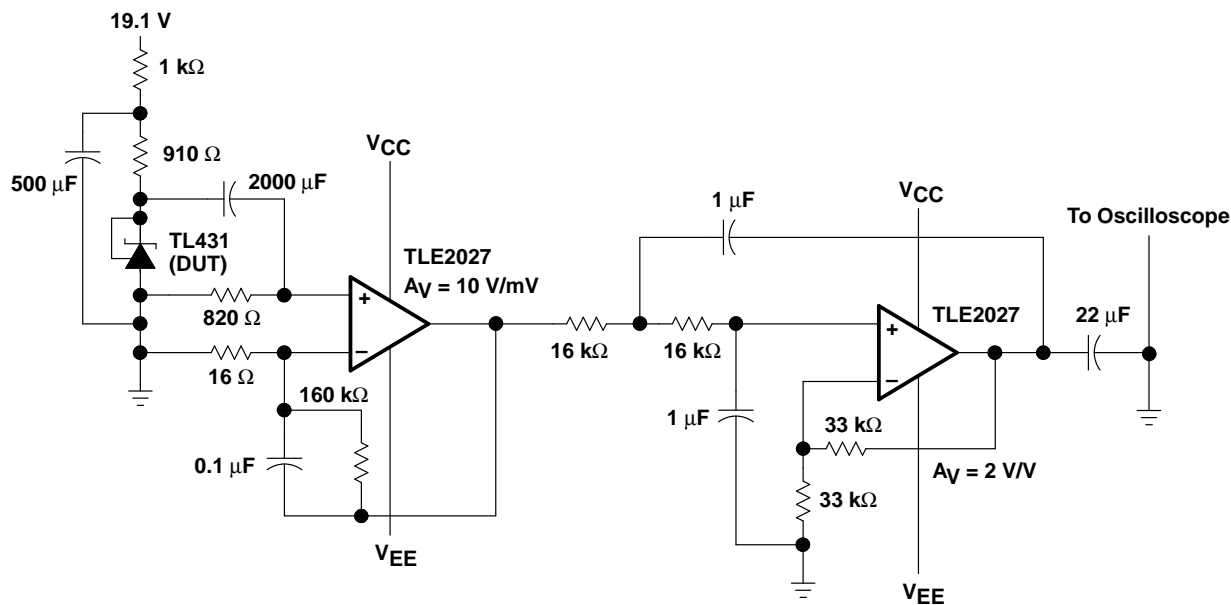 19.1 V
1 kΩ
910 Ω
500 μF
2000 μF
TL431
(DUT)
820 Ω
16 Ω
160 kΩ
0.1 μF
VCC
TLE2027
AV = 10 V/mV
+
−
VEE
16 kΩ
16 kΩ
1 μF
1 μF
VCC
TLE2027
+
−
33 kΩ
AV = 2 V/V
33 kΩ
VEE
22 μF
To Oscilloscope